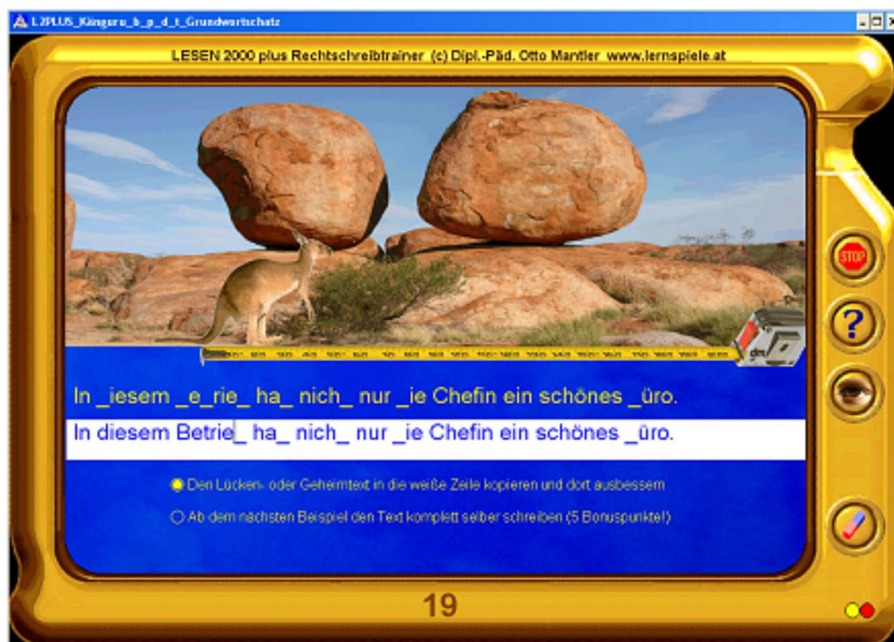 L2PLUS_Känguru_b_p_d_t_Grundwortschatz
LESEN 2000 plus Rechtschreibtrainer (c) Dipl.-Päd. Otto Mantler www.lernspiele.at
STOP
?
dm
In _iesem _e_rie_ ha_ nich_ nur _ie Chefin ein schönes _üro.
In diesem Betrie_ ha_ nich_ nur _ie Chefin ein schönes _üro.
Den Lücken- oder Geheimtext in die weiße Zeile kopieren und dort ausbessern
Ab dem nächsten Beispiel den Text komplett selber schreiben (5 Bonuspunkte!)
19